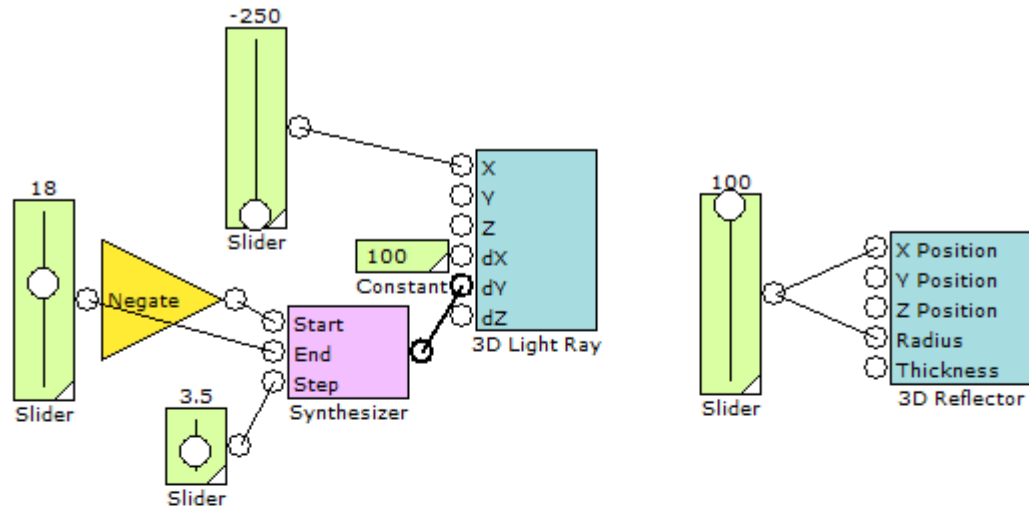 -250
Slider
18
Slider
Negate
3.5
Slider
Start
End
Step
Synthesizer
100
Constant
X
Y
Z
dX
dY
dZ
3D Light Ray
100
Slider
X Position
Y Position
Z Position
Radius
Thickness
3D Reflector